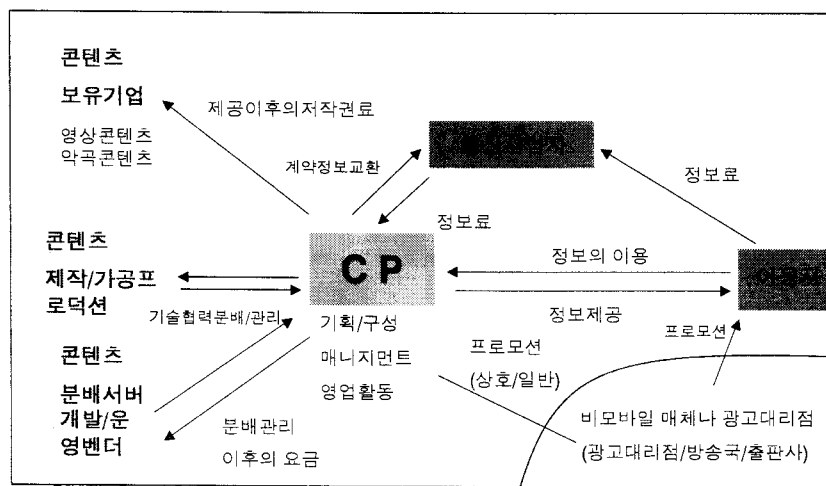 콘텐츠
보유기업
영상콘텐츠
악곡콘텐츠
제공이후의저작권료
계약정보교환
정보료
정보료
콘텐츠
제작/가공프
로덕션
기술협력분배/관리
CP
기획/구성
매니지먼트
영업활동
정보의 이용
정보제공
이용자
프로모션
프로모션
(상호/일반)
콘텐츠
분배서버
개발/운
영벤더
분배관리
이후의 요금
비모바일 매체나 광고대리점
(광고대리점/방송국/출판사)